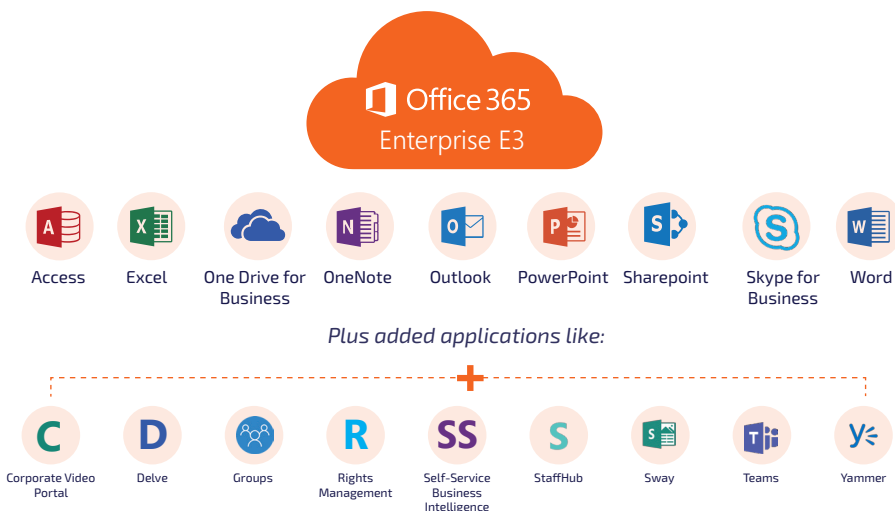 Office 365
Enterprise E3
A
X
N
O
P
S
S
W
Access
Excel
One Drive for
Business
OneNote
Outlook
PowerPoint
Sharepoint
Skype for
Business
Word
Plus added applications like:
C
D
R
SS
S
S
T
Corporate Video
Portal
Delve
Groups
Rights
Management
Self-Service
Business
Intelligence
StaffHub
Sway
Teams
Yammer